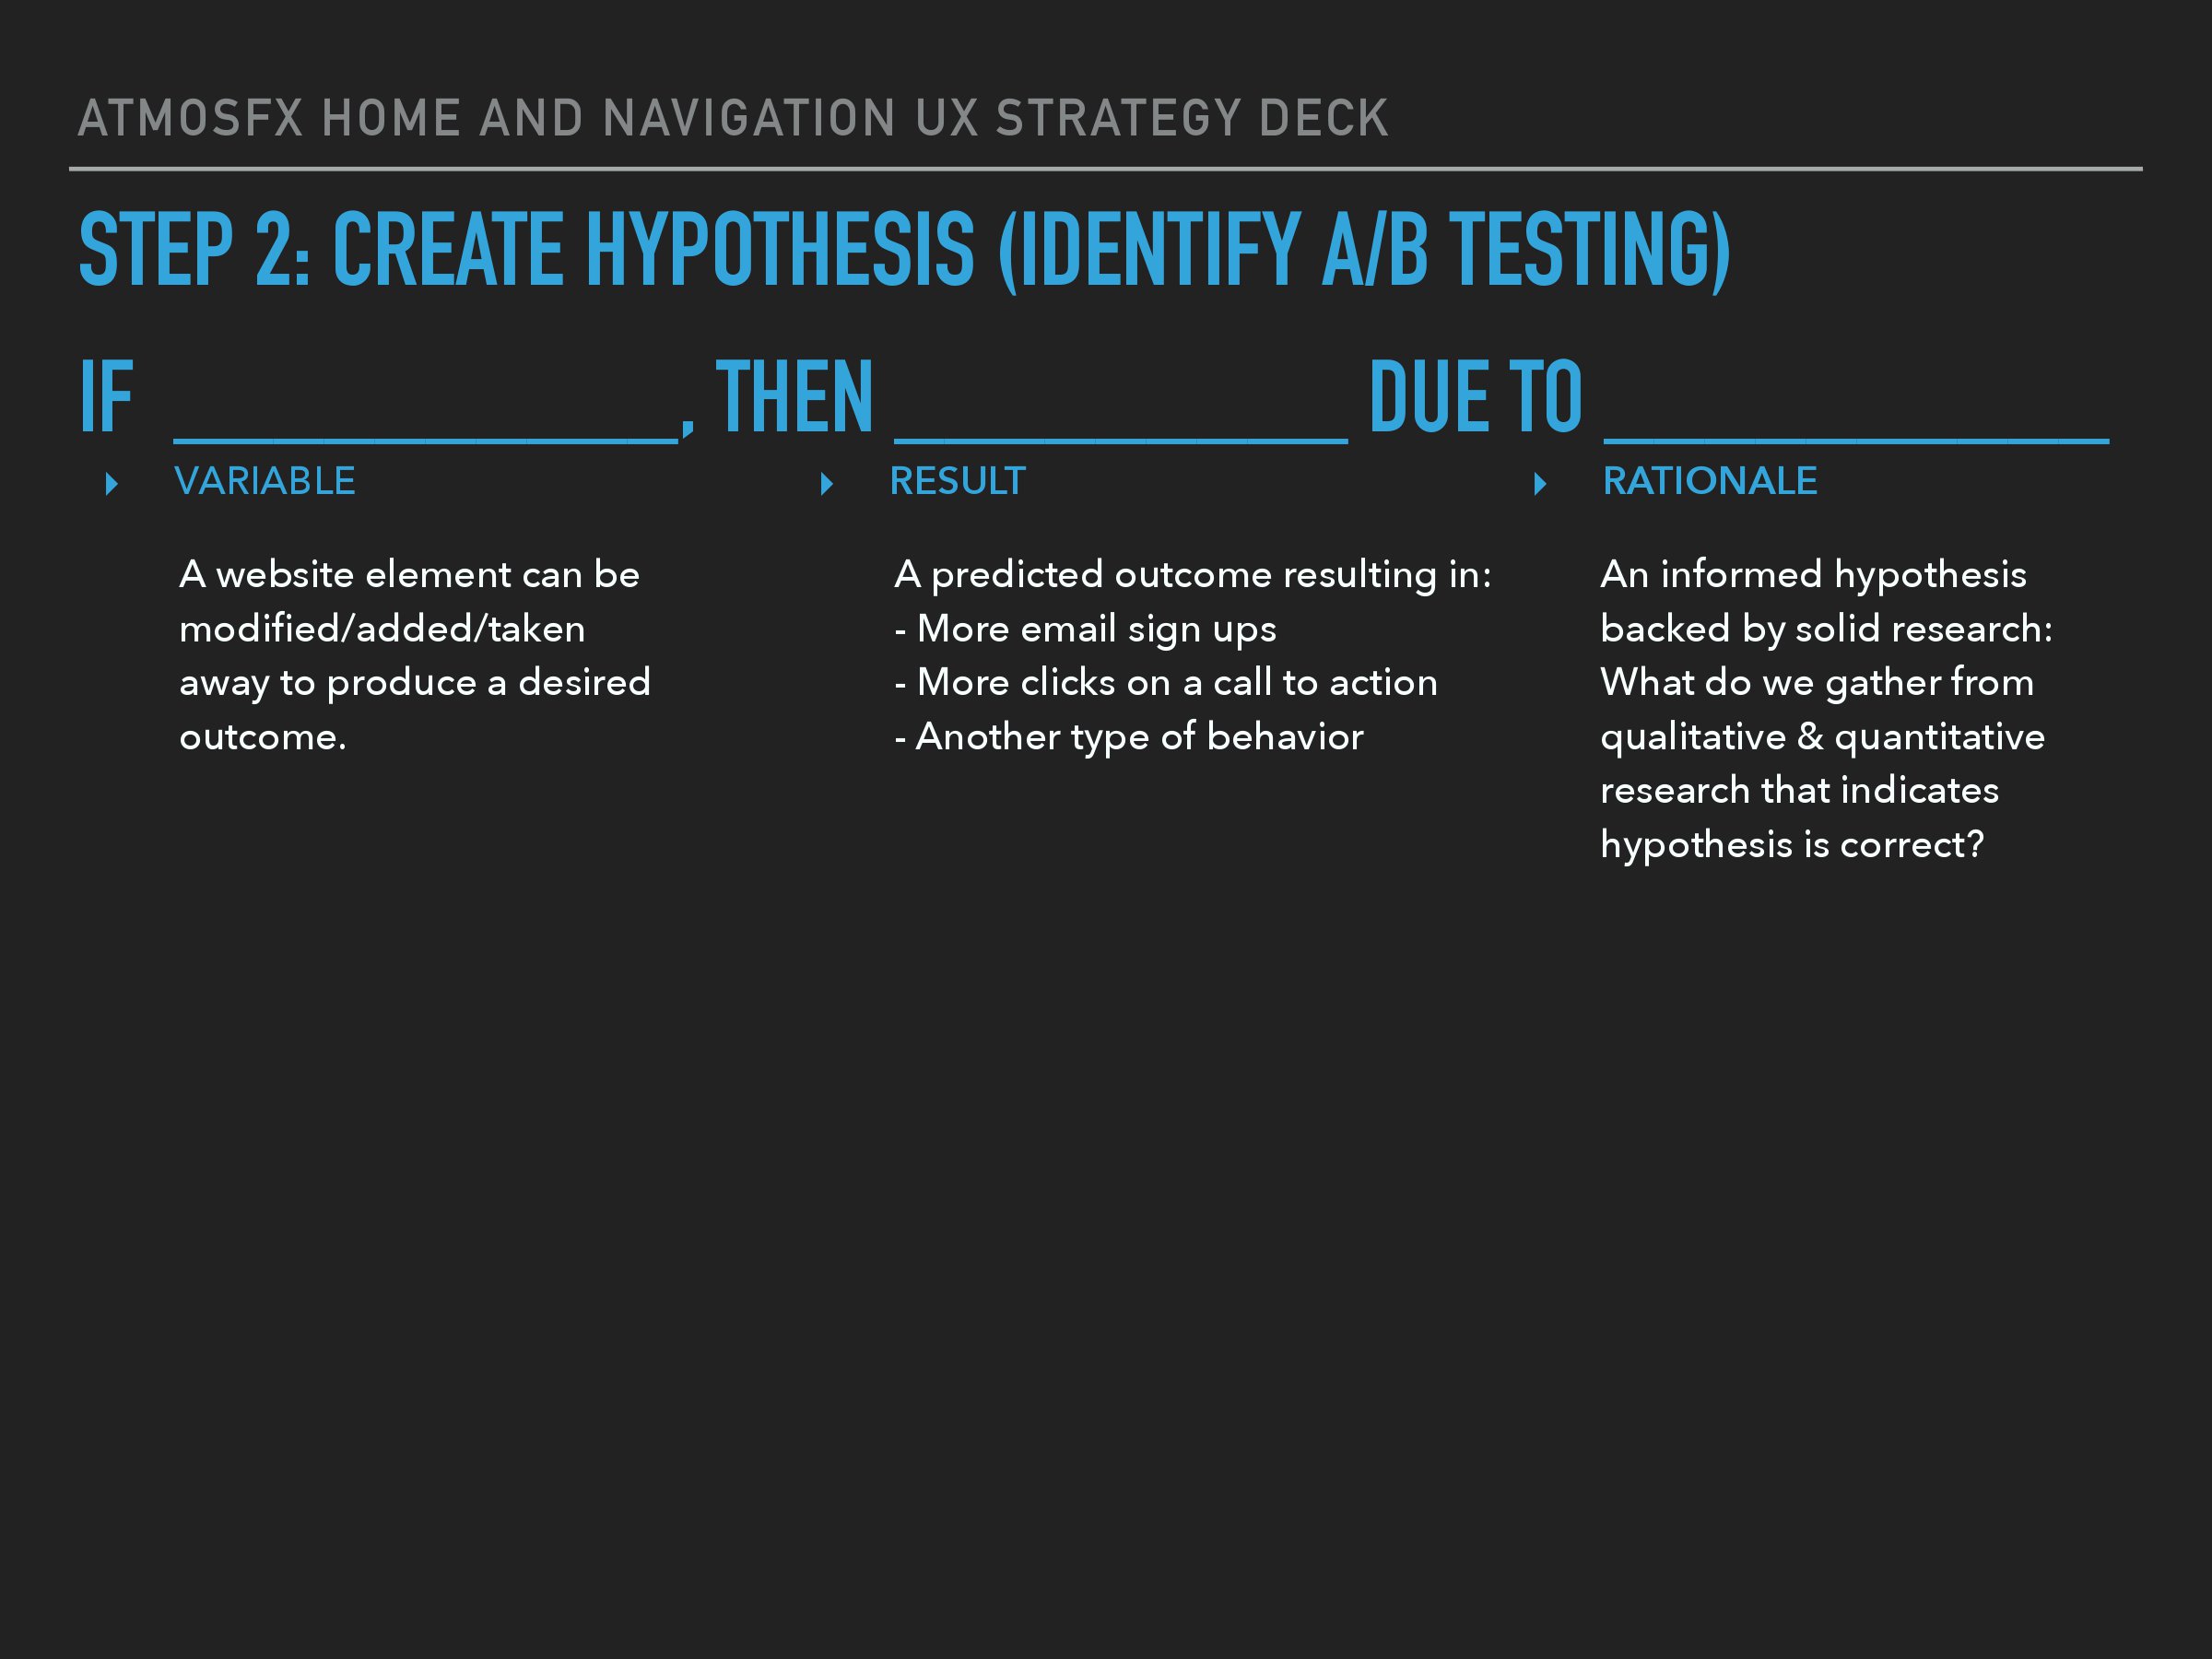 ATMOSFX HOME AND NAVIGATION UX STRATEGY DECK
STEP 2: CREATE HYPOTHESIS (IDENTIFY A/B TESTING)
IF __________, THEN _________ DUE TO __________
VARIABLE
A website element can be
modified/added/taken
away to produce a desired
outcome.
RESULT
A predicted outcome resulting in:
- More email sign ups
- More clicks on a call to action
- Another type of behavior
RATIONALE
An informed hypothesis
backed by solid research:
What do we gather from
qualitative & quantitative
research that indicates
hypothesis is correct?